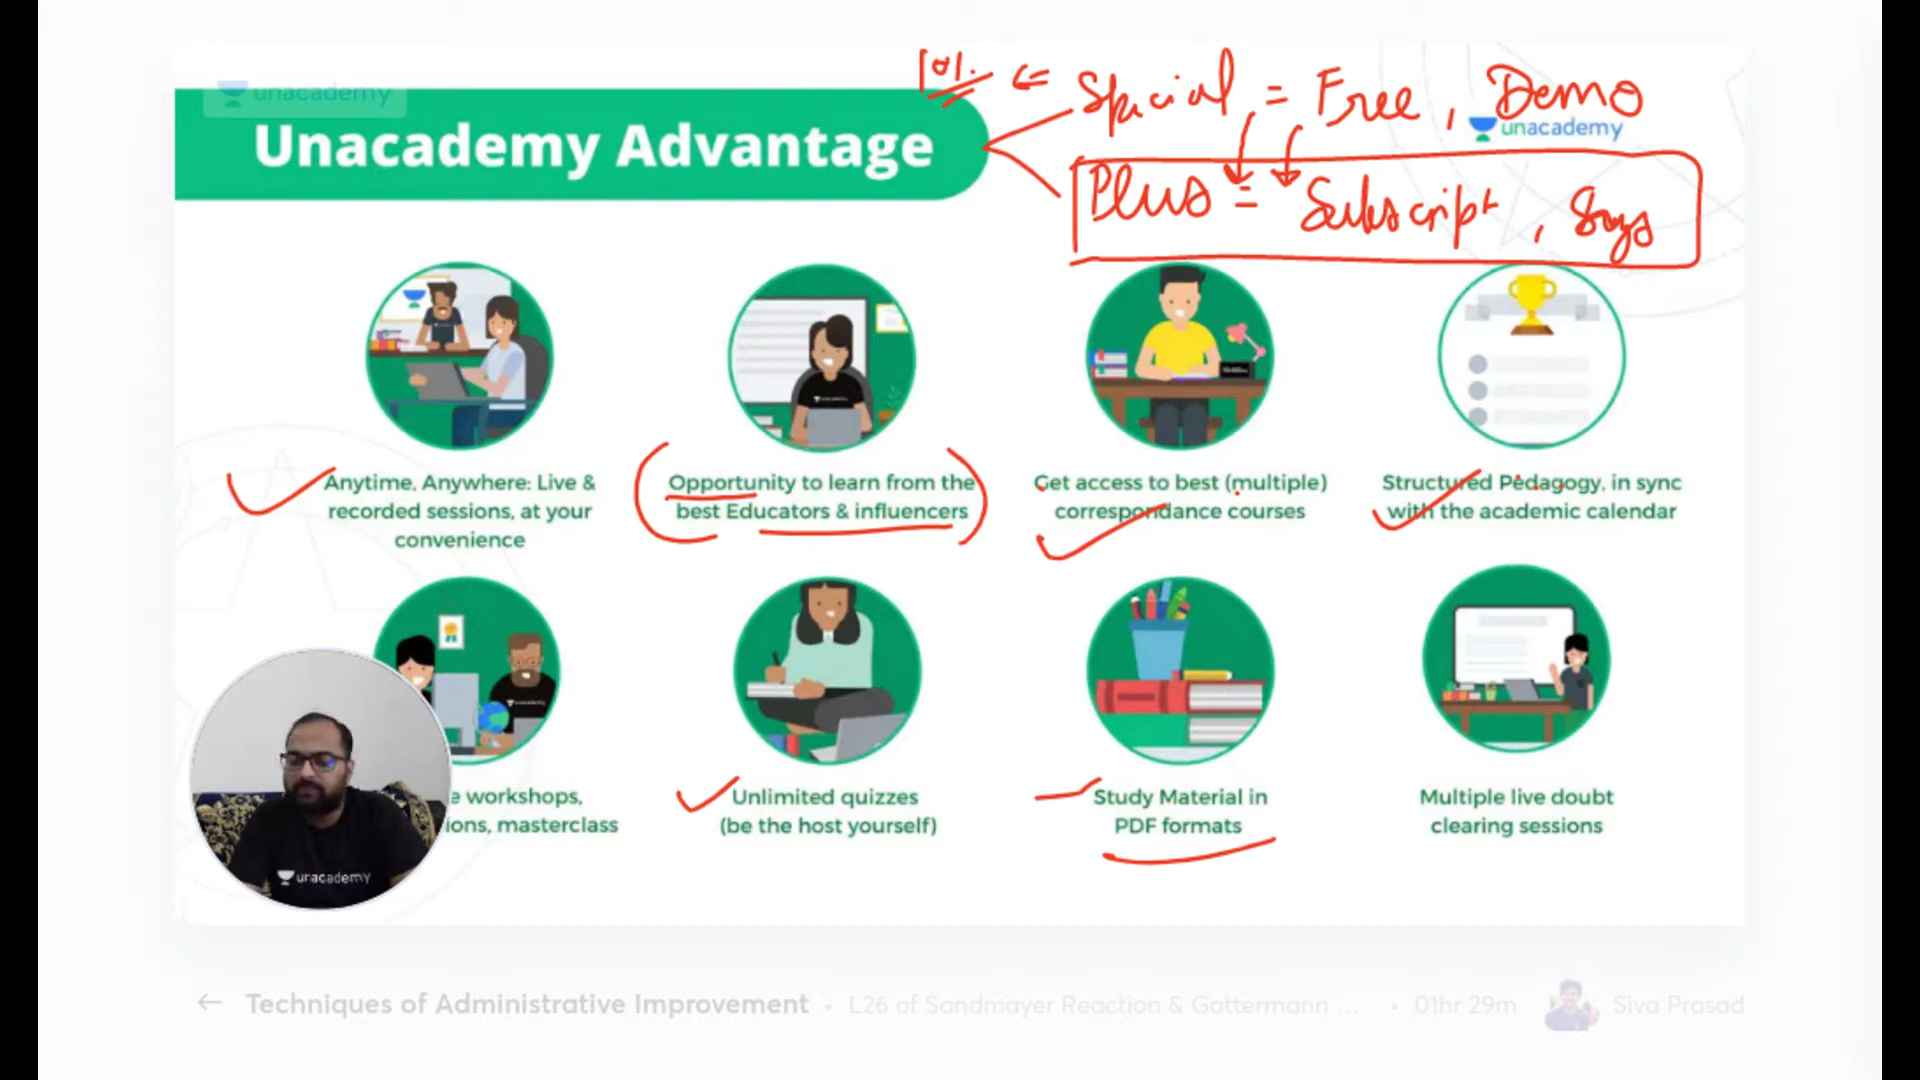 10% ⇐ Special = Free, Demo
unacademy
Unacademy Advantage
unacademy
Plus = Subscript, Sys
Anytime, Anywhere: Live &
recorded sessions, at your
convenience
Opportunity to learn from the
best Educators & influencers
Get access to best (multiple)
correspondance courses
Structured Pedagogy, in sync
with the academic calendar
workshops,
masterclass
Unlimited quizzes
(be the host yourself)
Study Material in
PDF formats
Multiple live doubt
clearing sessions
unacademy
← Techniques of Administrative Improvement • L26 of Sandmayer Reaction & Gattermann ... • 01hr 29m Siva Prasad